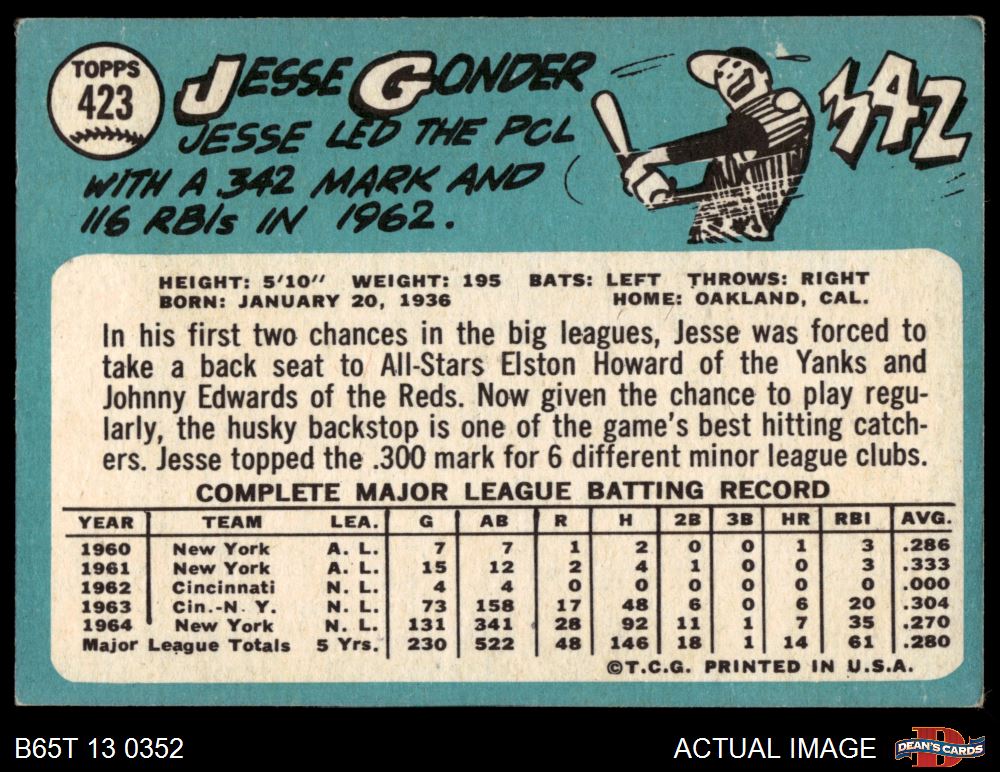 TOPPS
423
JESSE GONDER
JESSE LED THE PCL
WITH A .342 MARK AND
116 RBIs IN 1962.
342
HEIGHT: 5'10" WEIGHT: 195 BATS: LEFT THROWS: RIGHT
BORN: JANUARY 20, 1936 HOME: OAKLAND, CAL.
In his first two chances in the big leagues, Jesse was forced to
take a back seat to All-Stars Elston Howard of the Yanks and
Johnny Edwards of the Reds. Now given the chance to play regu-
larly, the husky backstop is one of the game's best hitting catch-
ers. Jesse topped the .300 mark for 6 different minor league clubs.
COMPLETE MAJOR LEAGUE BATTING RECORD
YEAR TEAM LEA. G AB R H 2B 3B HR RBI AVG.
1960 New York A. L. 7 7 1 2 0 0 1 3 .286
1961 New York A. L. 15 12 2 4 1 0 0 3 .333
1962 Cincinnati N. L. 4 4 0 0 0 0 0 0 .000
1963 Cin.-N. Y. N. L. 73 158 17 48 6 0 6 20 .304
1964 New York N. L. 131 341 28 92 11 1 7 35 .270
Major League Totals 5 Yrs. 230 522 48 146 18 1 14 61 .280
©T.C.G. PRINTED IN U.S.A.
B65T 13 0352 ACTUAL IMAGE
D
DEAN'S CARDS